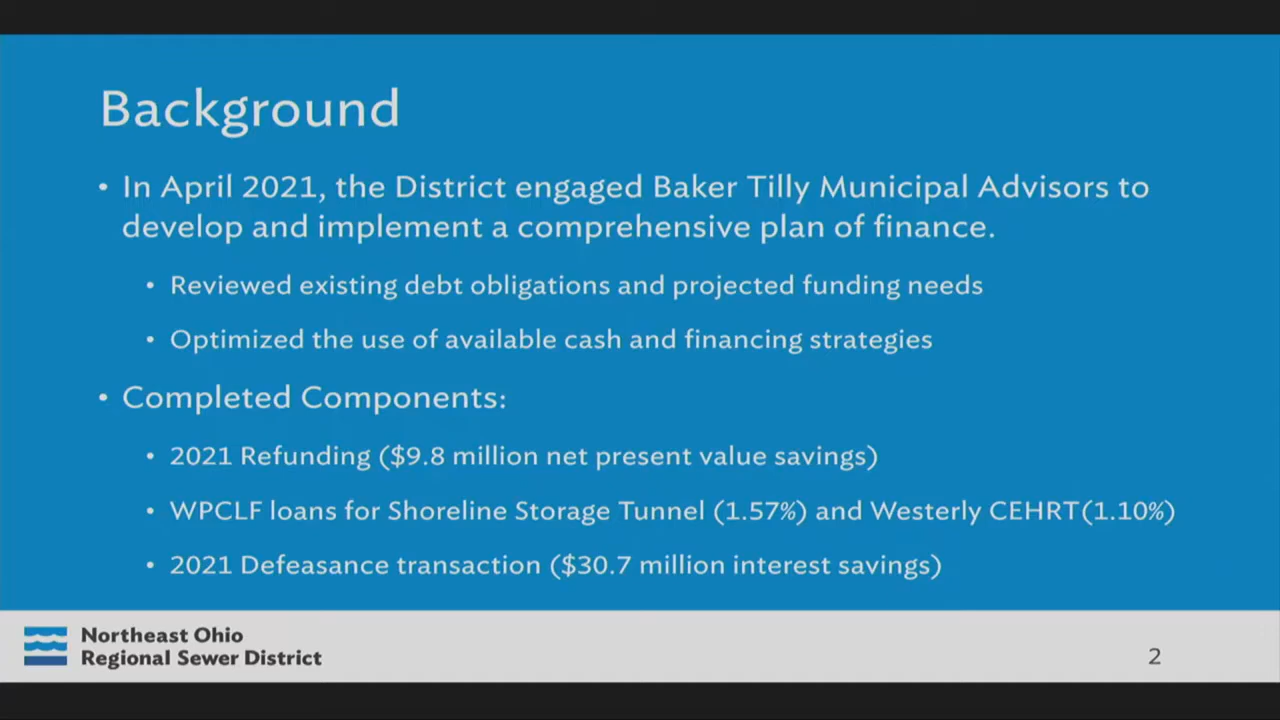 Background
• In April 2021, the District engaged Baker Tilly Municipal Advisors to
develop and implement a comprehensive plan of finance.
• Reviewed existing debt obligations and projected funding needs
• Optimized the use of available cash and financing strategies
• Completed Components:
• 2021 Refunding ($9.8 million net present value savings)
• WPCLF loans for Shoreline Storage Tunnel (1.57%) and Westerly CEHRT(1.10%)
• 2021 Defeasance transaction ($30.7 million interest savings)
Northeast Ohio
Regional Sewer District
2